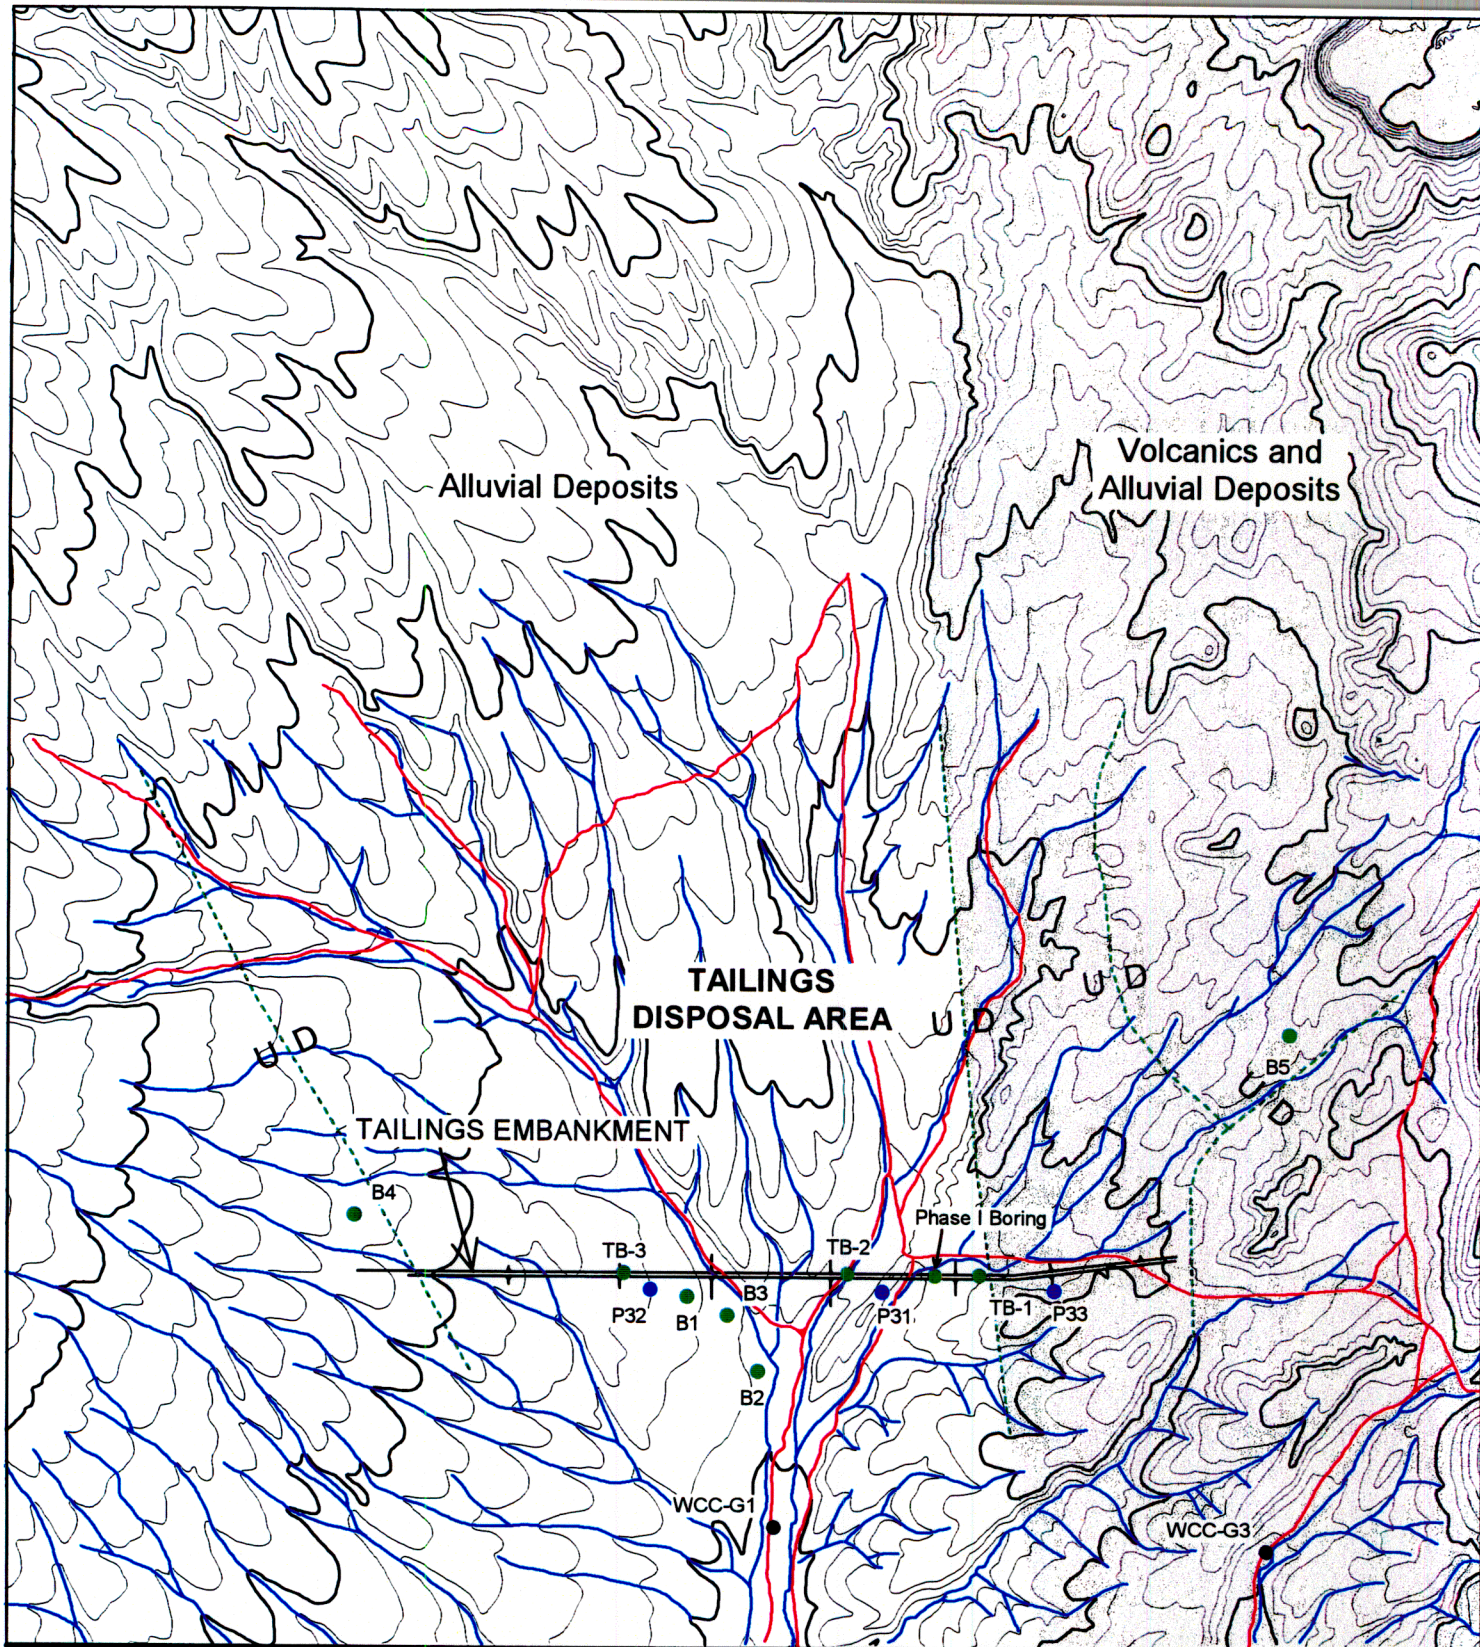 Volcanics and
Alluvial Deposits
Alluvial Deposits
TAILINGS
DISPOSAL AREA
U D
U D
U D
B5
U
D
TAILINGS EMBANKMENT
B4
Phase I Boring
TB-3
TB-2
B3
P32
B1
P31
TB-1
P33
B2
WCC-G1
WCC-G3